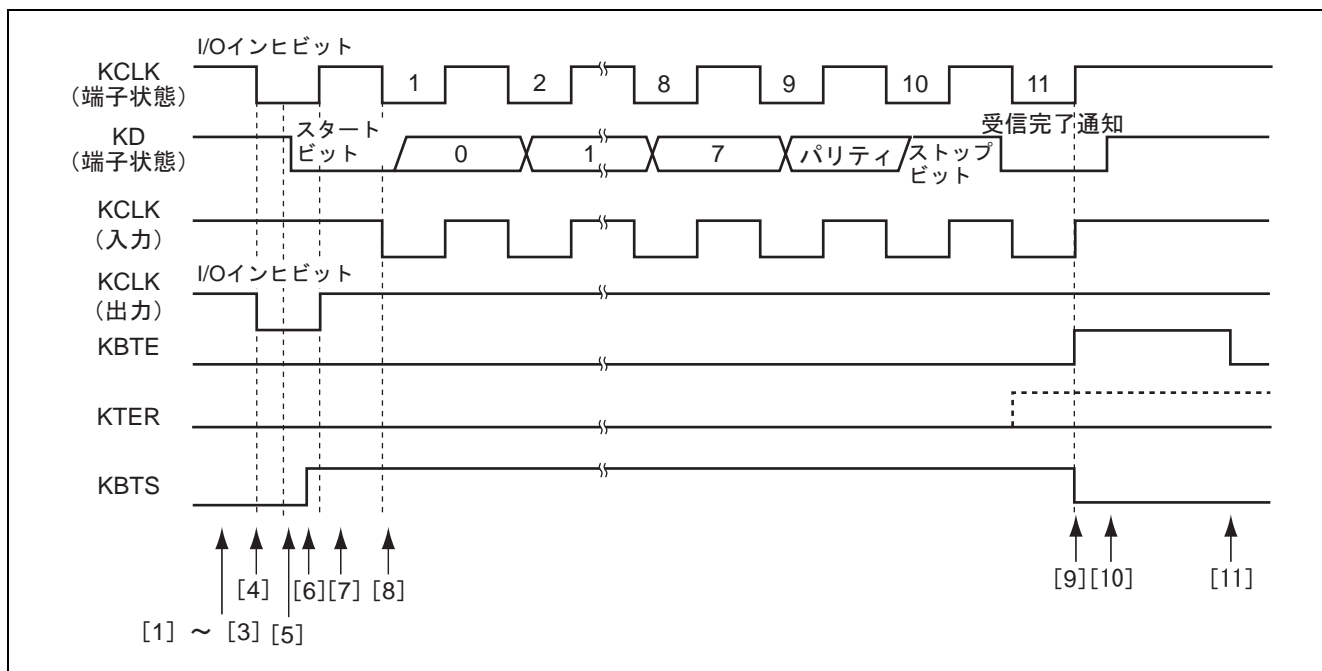 I/Oインヒビット
KCLK
（端子状態）
1 2 8 9 10 11
KD
（端子状態）
スタート
ビット
0 1 7 パリティ
ストップ
ビット
受信完了通知
KCLK
（入力）
I/Oインヒビット
KCLK
（出力）
KBTE
KTER
KBTS
[4] [6] [7] [8] [9] [10] [11]
[1] ～ [3] [5]